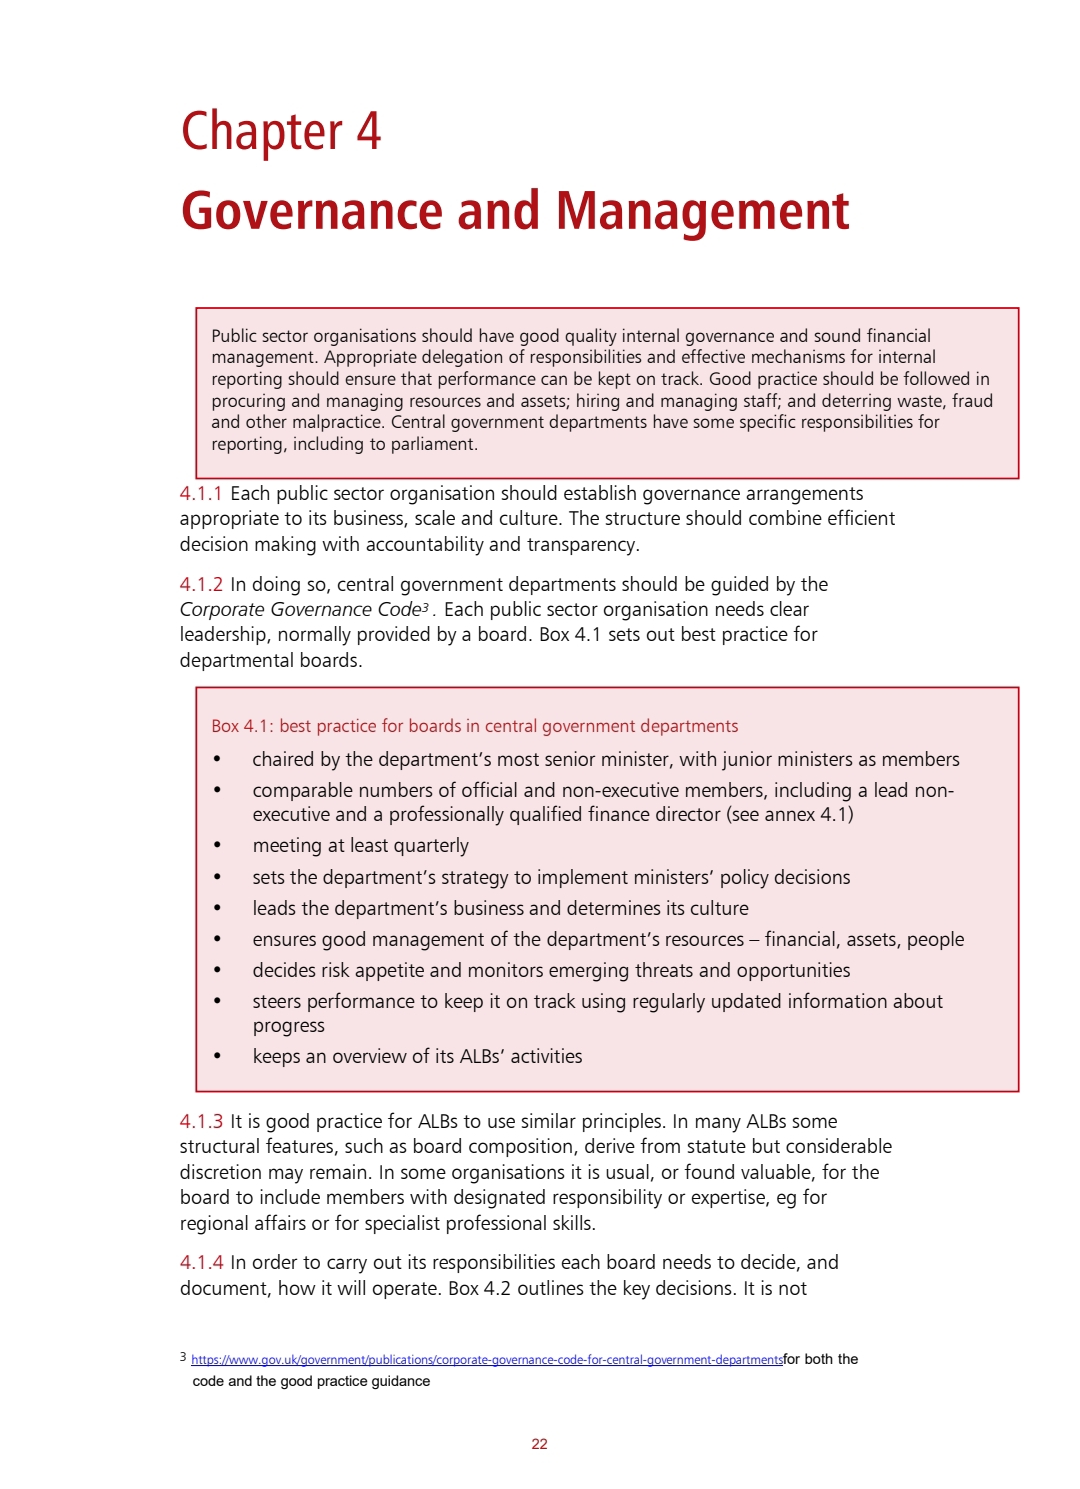 Chapter 4
Governance and Management
Public sector organisations should have good quality internal governance and sound financial
management. Appropriate delegation of responsibilities and effective mechanisms for internal
reporting should ensure that performance can be kept on track. Good practice should be followed in
procuring and managing resources and assets; hiring and managing staff; and deterring waste, fraud
and other malpractice. Central government departments have some specific responsibilities for
reporting, including to parliament.
4.1.1 Each public sector organisation should establish governance arrangements
appropriate to its business, scale and culture. The structure should combine efficient
decision making with accountability and transparency.
4.1.2 In doing so, central government departments should be guided by the
Corporate Governance Code3 . Each public sector organisation needs clear
leadership, normally provided by a board. Box 4.1 sets out best practice for
departmental boards.
Box 4.1: best practice for boards in central government departments
• chaired by the department’s most senior minister, with junior ministers as members
• comparable numbers of official and non-executive members, including a lead non-
executive and a professionally qualified finance director (see annex 4.1)
• meeting at least quarterly
• sets the department’s strategy to implement ministers’ policy decisions
• leads the department’s business and determines its culture
• ensures good management of the department’s resources – financial, assets, people
• decides risk appetite and monitors emerging threats and opportunities
• steers performance to keep it on track using regularly updated information about
progress
• keeps an overview of its ALBs’ activities
4.1.3 It is good practice for ALBs to use similar principles. In many ALBs some
structural features, such as board composition, derive from statute but considerable
discretion may remain. In some organisations it is usual, or found valuable, for the
board to include members with designated responsibility or expertise, eg for
regional affairs or for specialist professional skills.
4.1.4 In order to carry out its responsibilities each board needs to decide, and
document, how it will operate. Box 4.2 outlines the key decisions. It is not
3 https://www.gov.uk/government/publications/corporate-governance-code-for-central-government-departmentsfor both the
code and the good practice guidance
22